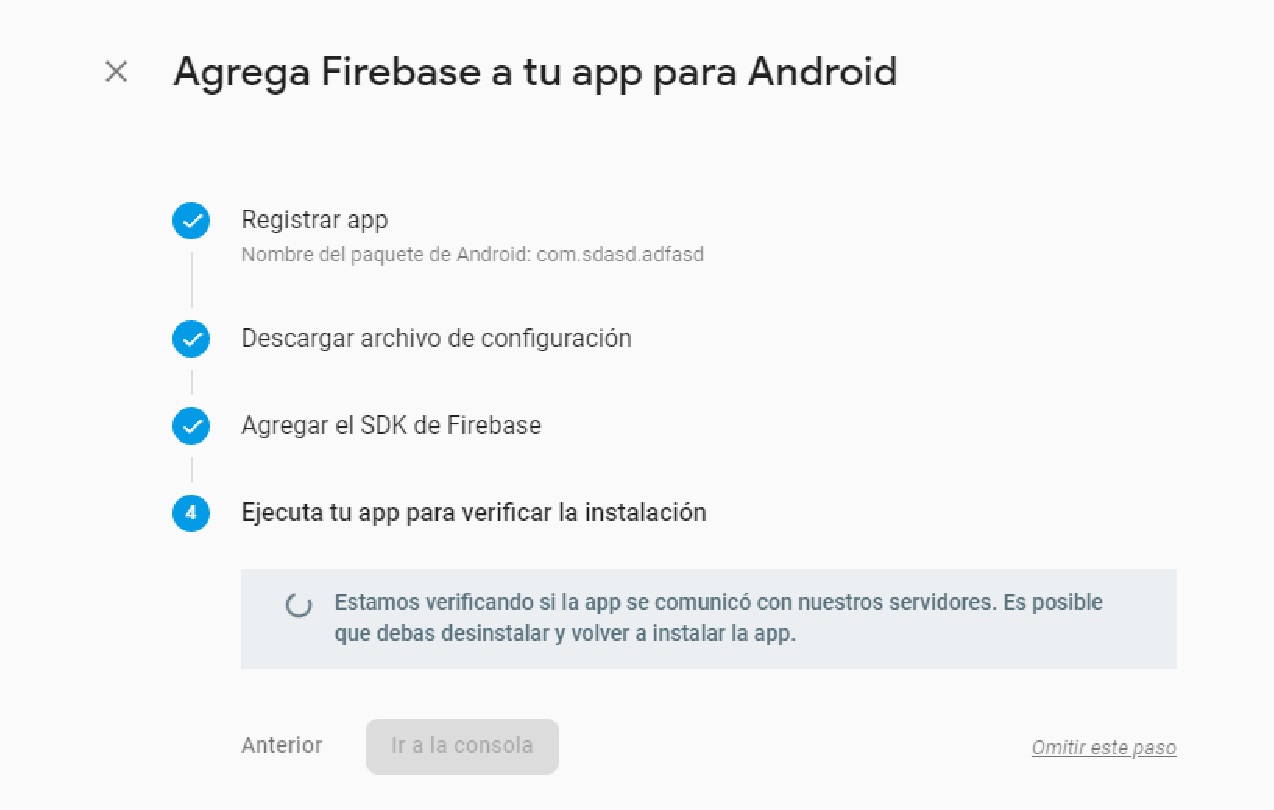 Agrega Firebase a tu app para Android
Registrar app
Nombre del paquete de Android: com.sdasd.adfasd
Descargar archivo de configuración
Agregar el SDK de Firebase
4 Ejecuta tu app para verificar la instalación
Estamos verificando si la app se comunicó con nuestros servidores. Es posible
que debas desinstalar y volver a instalar la app.
Anterior Ir a la consola Omitir este paso